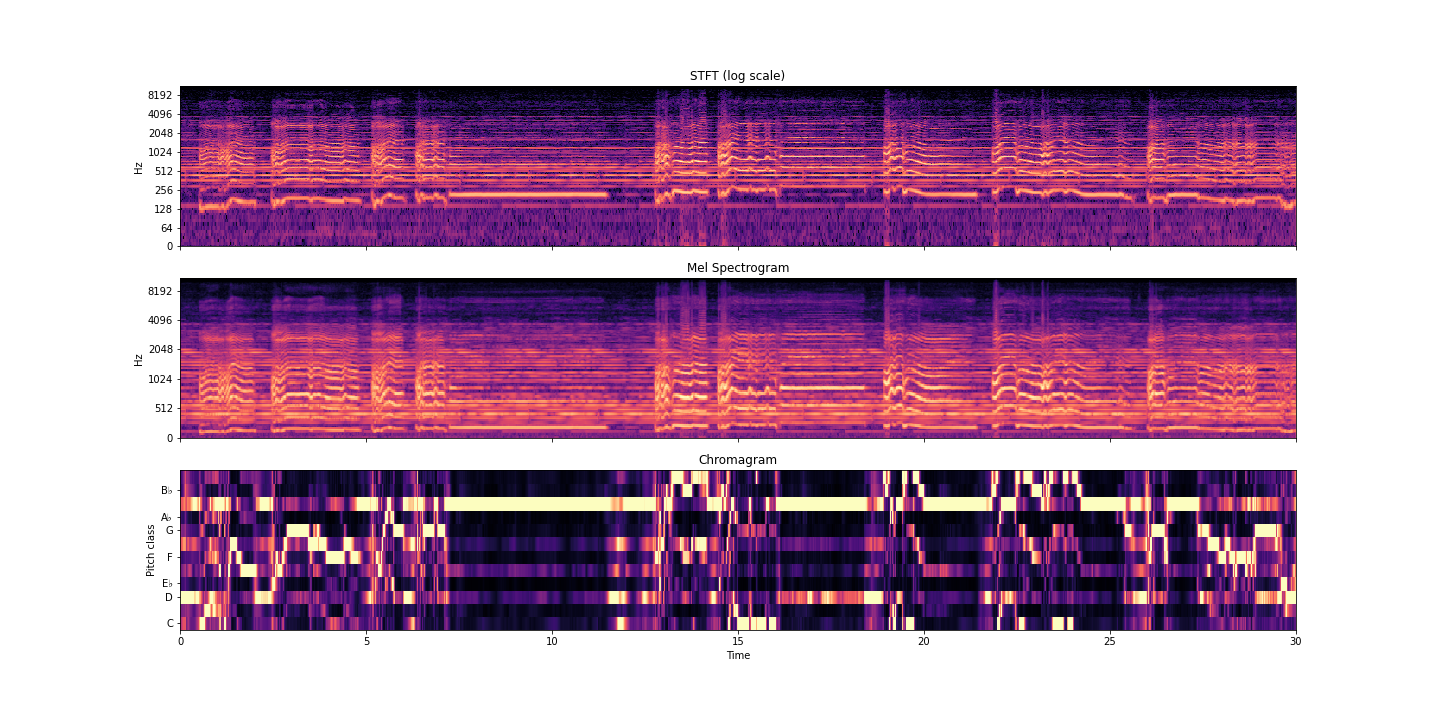 STFT (log scale)
8192
4096
2048
1024
512
256
128
64
0
Hz
Mel Spectrogram
8192
4096
2048
1024
512
0
Hz
Chromagram
B♭
A♭
G
F
E♭
D
C
Pitch class
0 5 10 15 20 25 30
Time